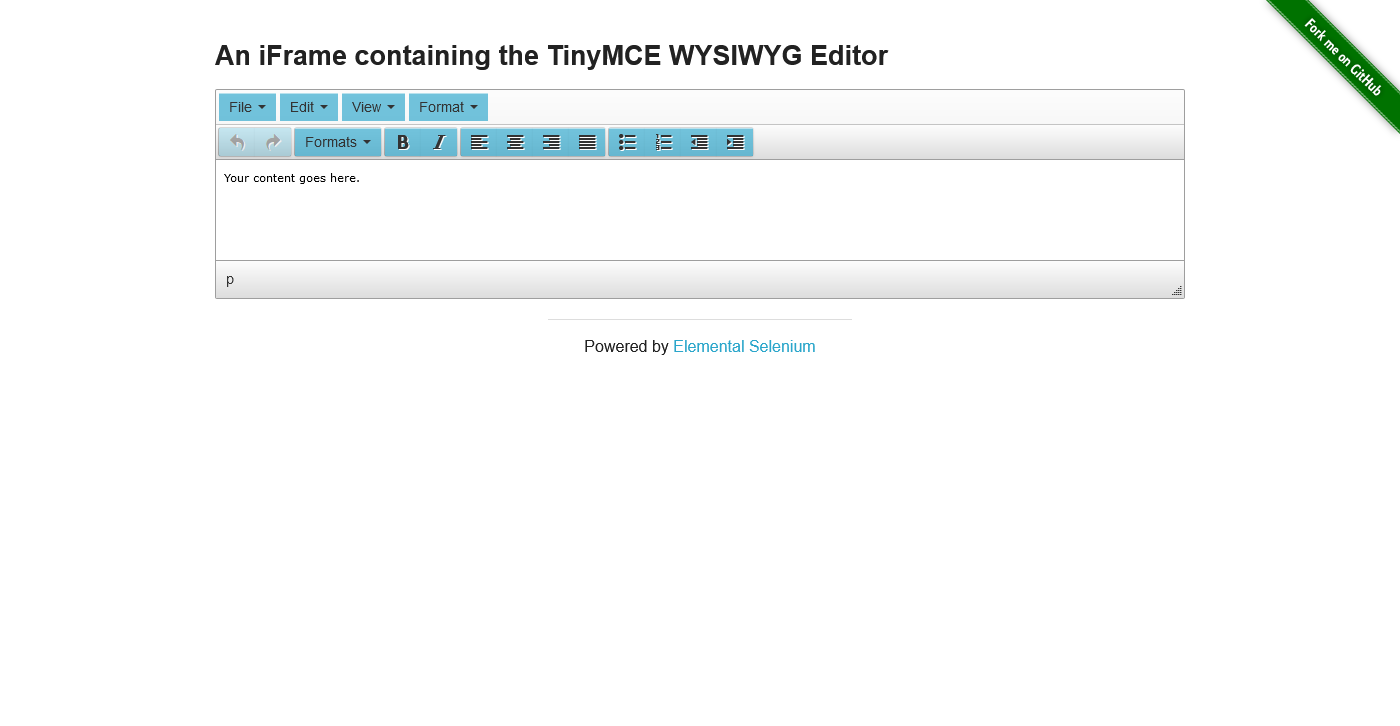 Fork me on GitHub
An iFrame containing the TinyMCE WYSIWYG Editor
File Edit View Format
Formats B I
Your content goes here.
p
Powered by Elemental Selenium